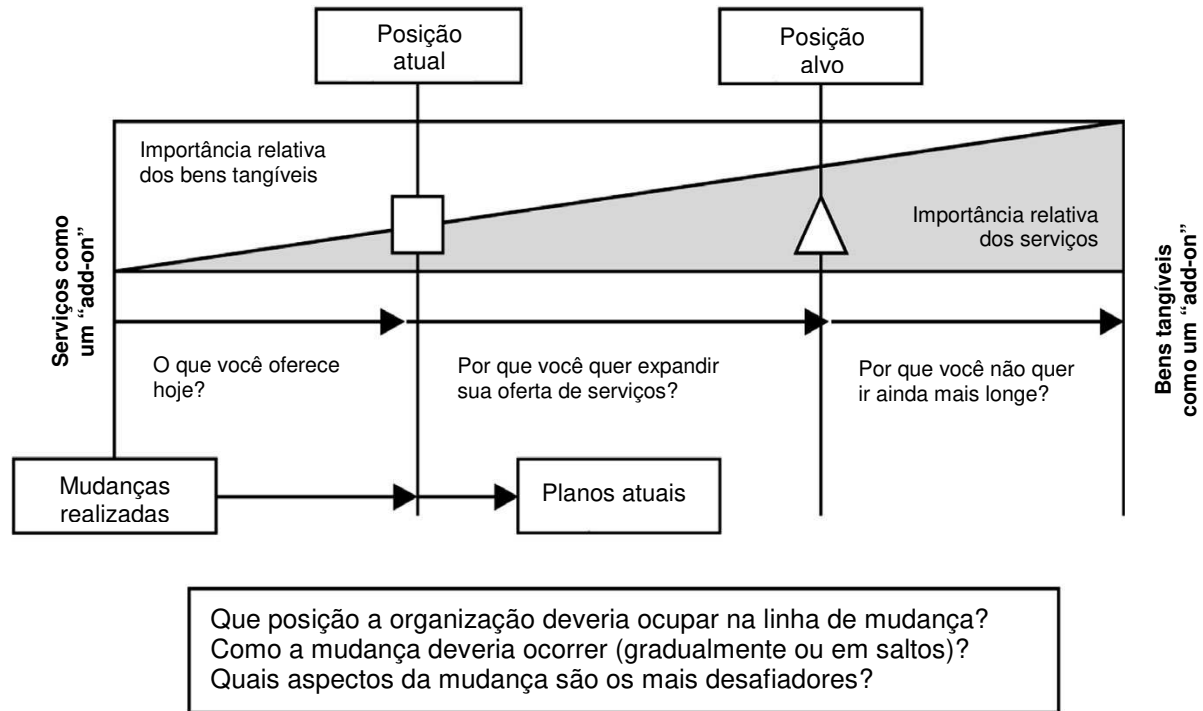 Posição
atual
Posição
alvo
Importância relativa
dos bens tangíveis
Importância relativa
dos serviços
Serviços como
um “add-on”
Bens tangíveis
como um “add-on”
O que você oferece
hoje?
Por que você quer expandir
sua oferta de serviços?
Por que você não quer
ir ainda mais longe?
Mudanças
realizadas
Planos atuais
Que posição a organização deveria ocupar na linha de mudança?
Como a mudança deveria ocorrer (gradualmente ou em saltos)?
Quais aspectos da mudança são os mais desafiadores?